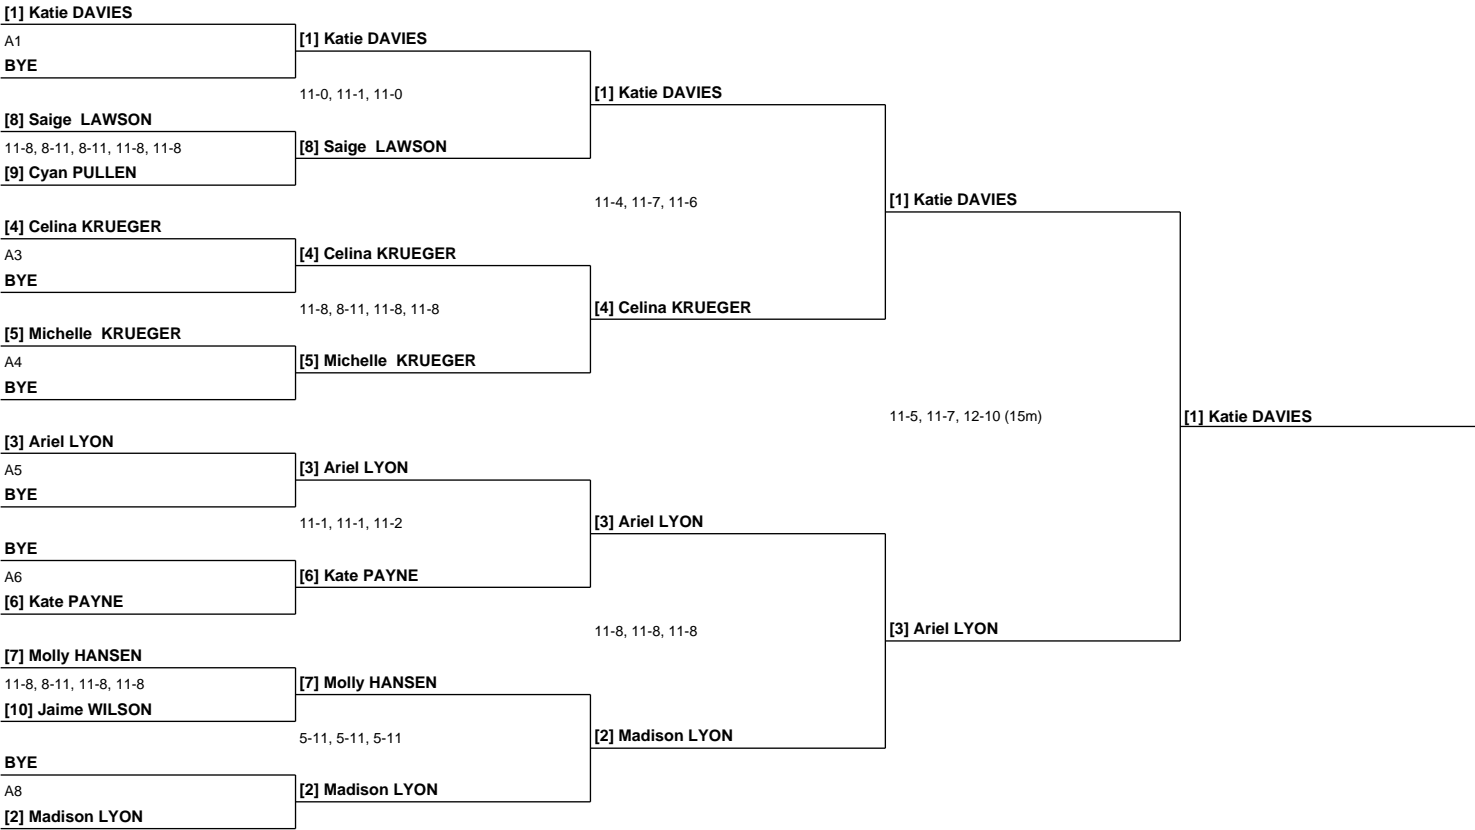 [1] Katie DAVIES
A1
BYE
[8] Saige  LAWSON
11-8, 8-11, 8-11, 11-8, 11-8
[9] Cyan PULLEN
[4] Celina KRUEGER
A3
BYE
[5] Michelle  KRUEGER
A4
BYE
[3] Ariel LYON
A5
BYE
BYE
A6
[6] Kate PAYNE
[7] Molly HANSEN
11-8, 8-11, 11-8, 11-8
[10] Jaime WILSON
BYE
A8
[2] Madison LYON
[1] Katie DAVIES
11-0, 11-1, 11-0
[8] Saige  LAWSON
[4] Celina KRUEGER
11-8, 8-11, 11-8, 11-8
[5] Michelle  KRUEGER
[3] Ariel LYON
11-1, 11-1, 11-2
[6] Kate PAYNE
[7] Molly HANSEN
5-11, 5-11, 5-11
[2] Madison LYON
[1] Katie DAVIES
11-4, 11-7, 11-6
[4] Celina KRUEGER
[3] Ariel LYON
11-8, 11-8, 11-8
[2] Madison LYON
[1] Katie DAVIES
11-5, 11-7, 12-10 (15m)
[3] Ariel LYON
[1] Katie DAVIES